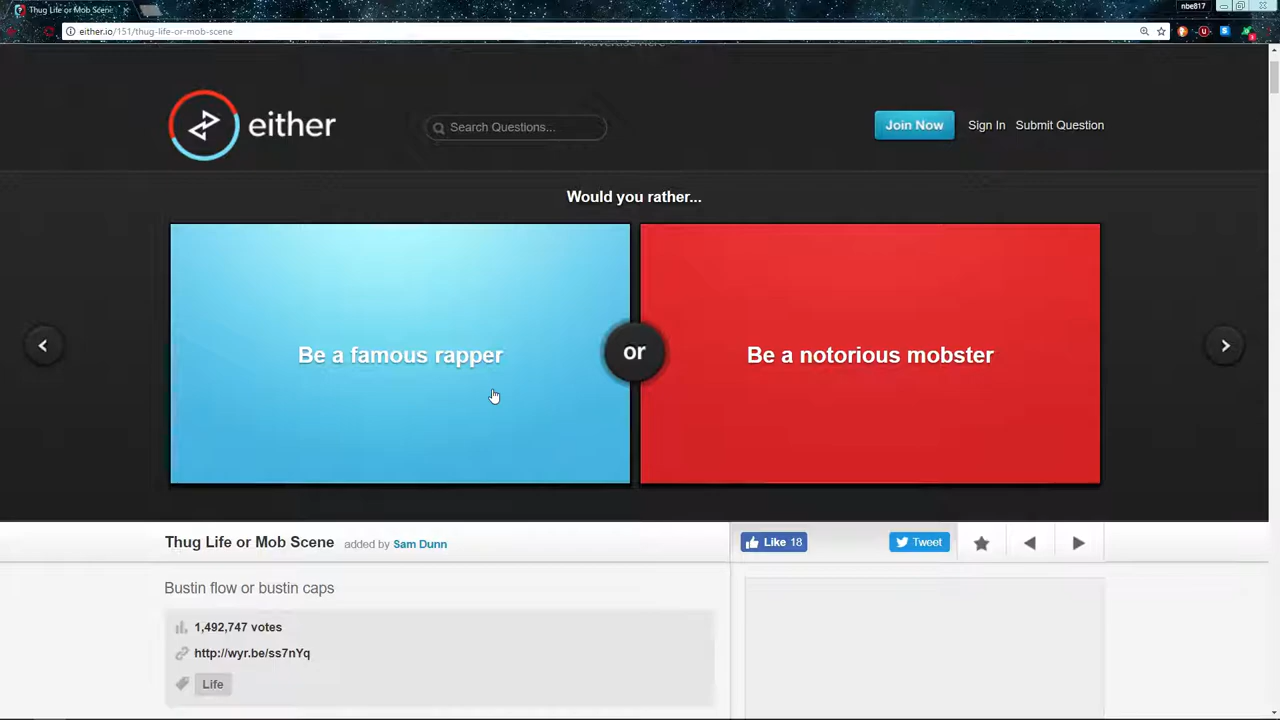 Thug Life or Mob Scene
nbe817
either.io/151/thug-life-or-mob-scene
Advertise Here
either
Search Questions...
Join Now
Sign In
Submit Question
Would you rather...
Be a famous rapper
or
Be a notorious mobster
Thug Life or Mob Scene added by Sam Dunn
Like 18
Tweet
Bustin flow or bustin caps
1,492,747 votes
http://wyr.be/ss7nYq
Life